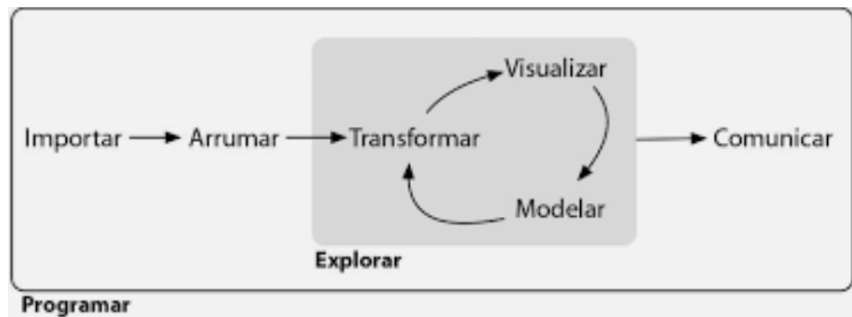 Importar
Arrumar
Transformar
Visualizar
Modelar
Comunicar
Explorar
Programar